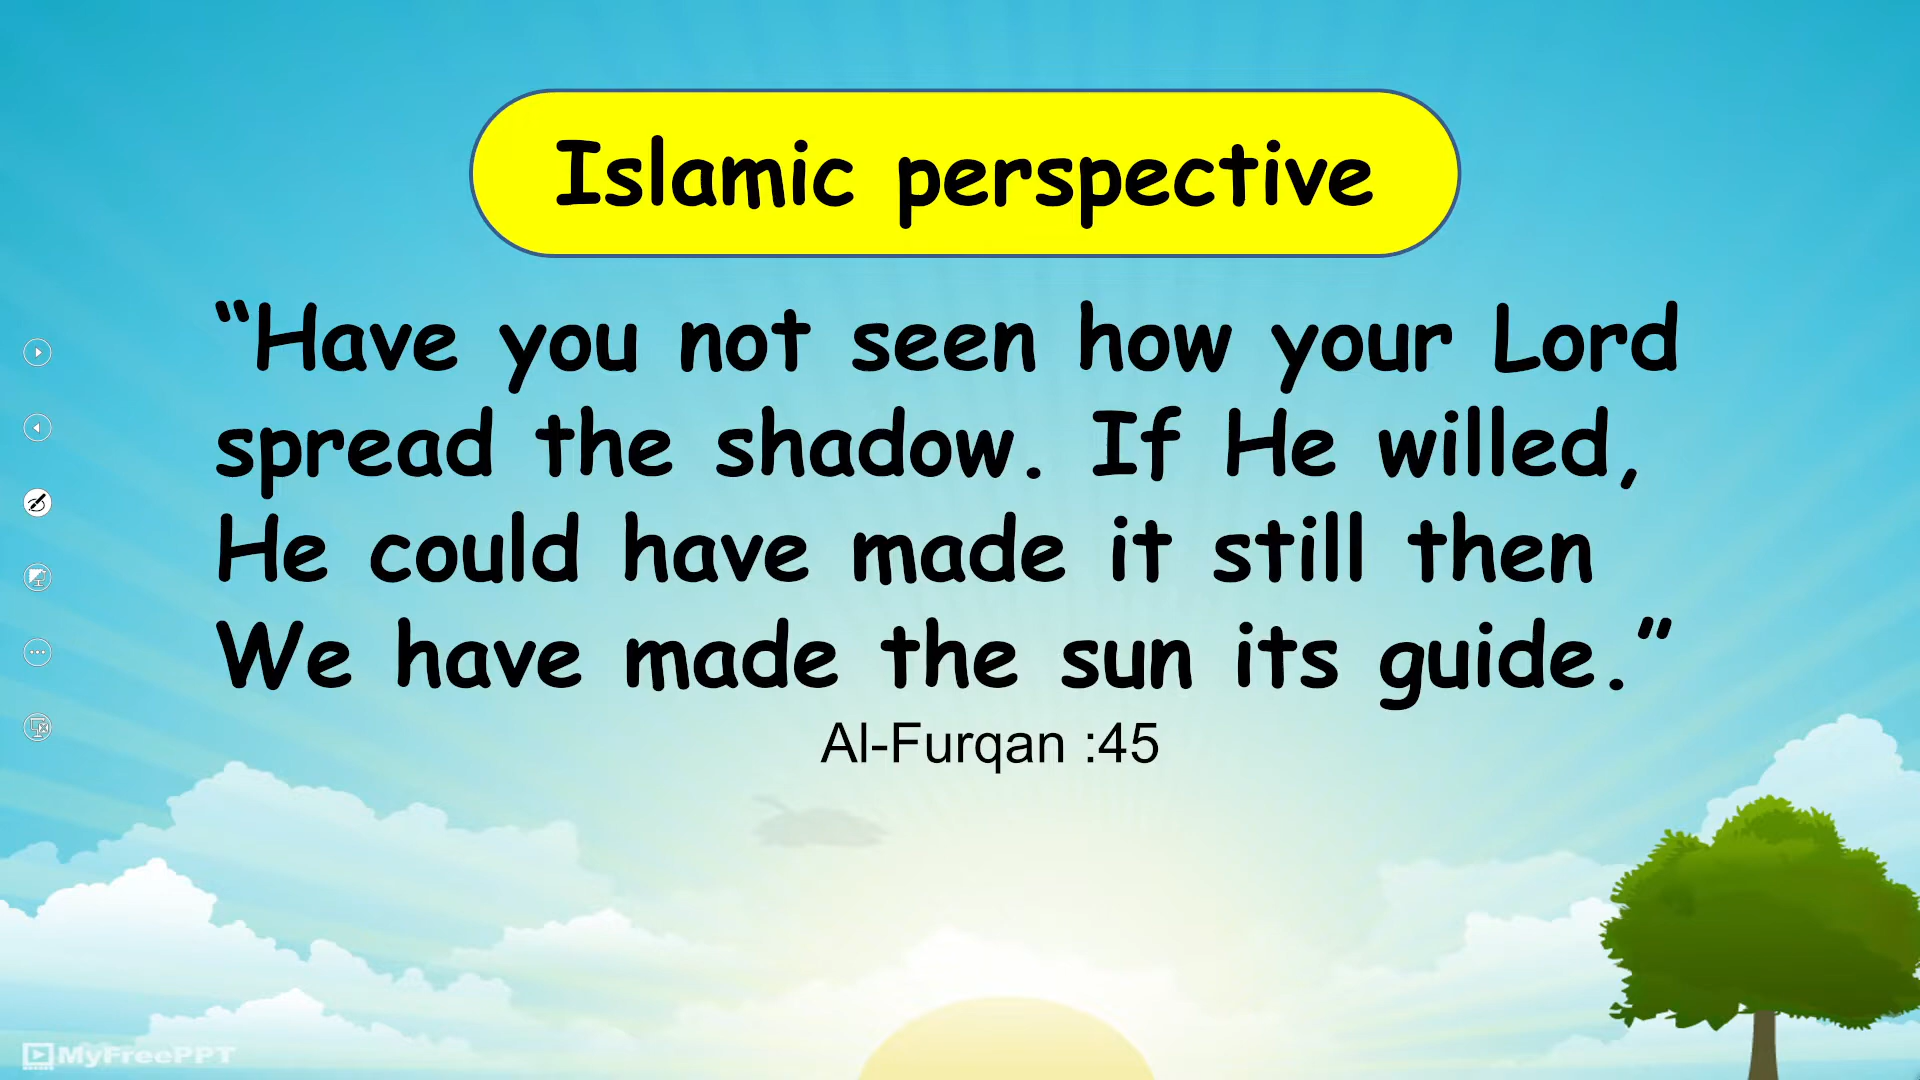 Islamic perspective
“Have you not seen how your Lord
spread the shadow. If He willed,
He could have made it still then
We have made the sun its guide.”
Al-Furqan :45
MyFreePPT